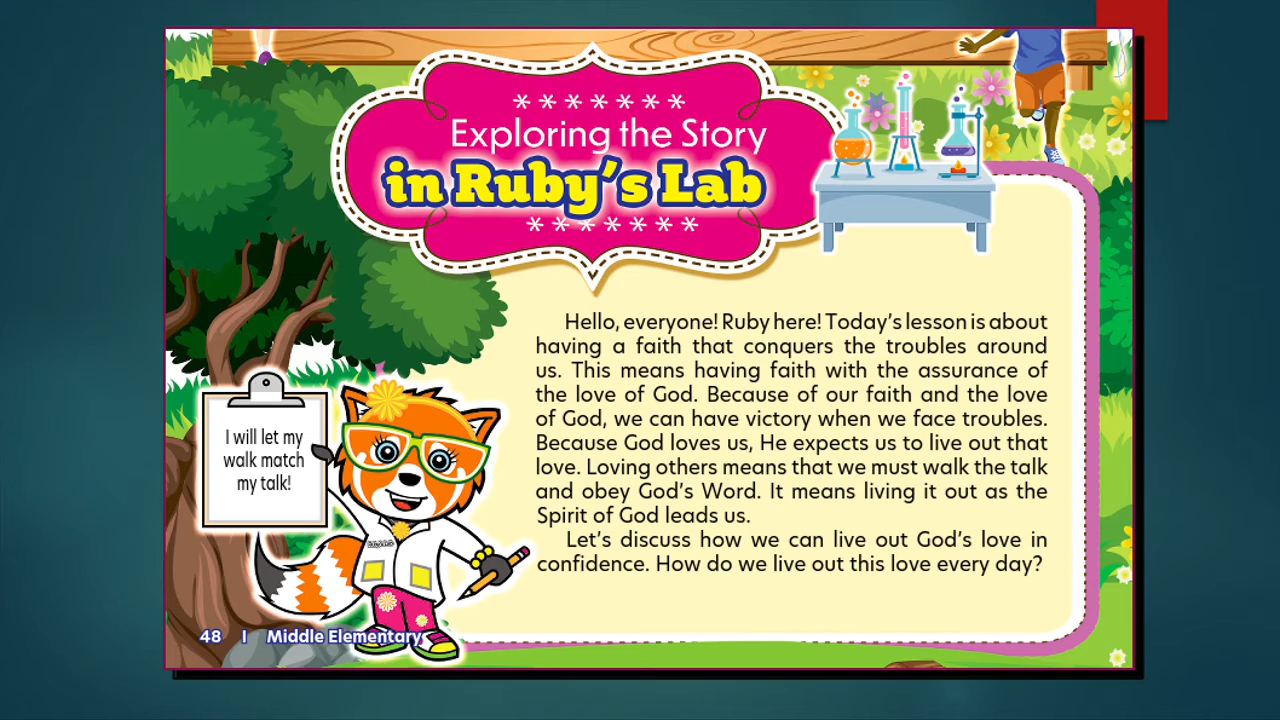 * * * * * * *
Exploring the Story
in Ruby's Lab
* * * * * * *
Hello, everyone! Ruby here! Today's lesson is about
having a faith that conquers the troubles around
us. This means having faith with the assurance of
the love of God. Because of our faith and the love
of God, we can have victory when we face troubles.
Because God loves us, He expects us to live out that
love. Loving others means that we must walk the talk
and obey God's Word. It means living it out as the
Spirit of God leads us.
Let's discuss how we can live out God's love in
confidence. How do we live out this love every day?
I will let my
walk match
my talk!
48 | Middle Elementary